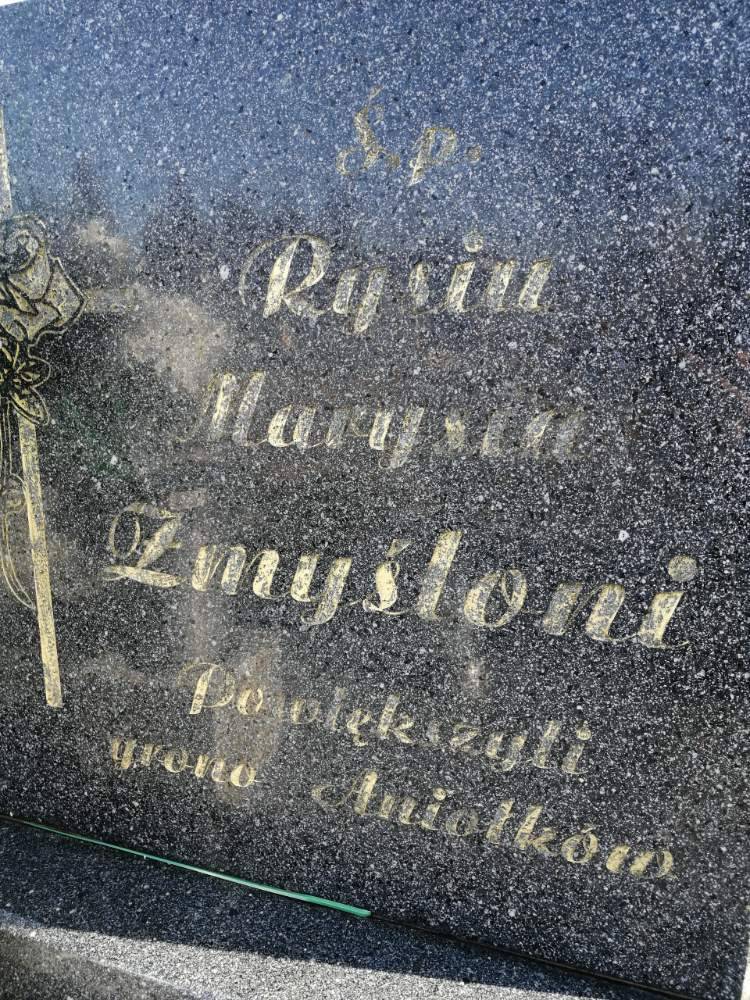 Ś.p.
Rysiu
Marysia
Zmyśloni
Powiększyli
grono Aniołków